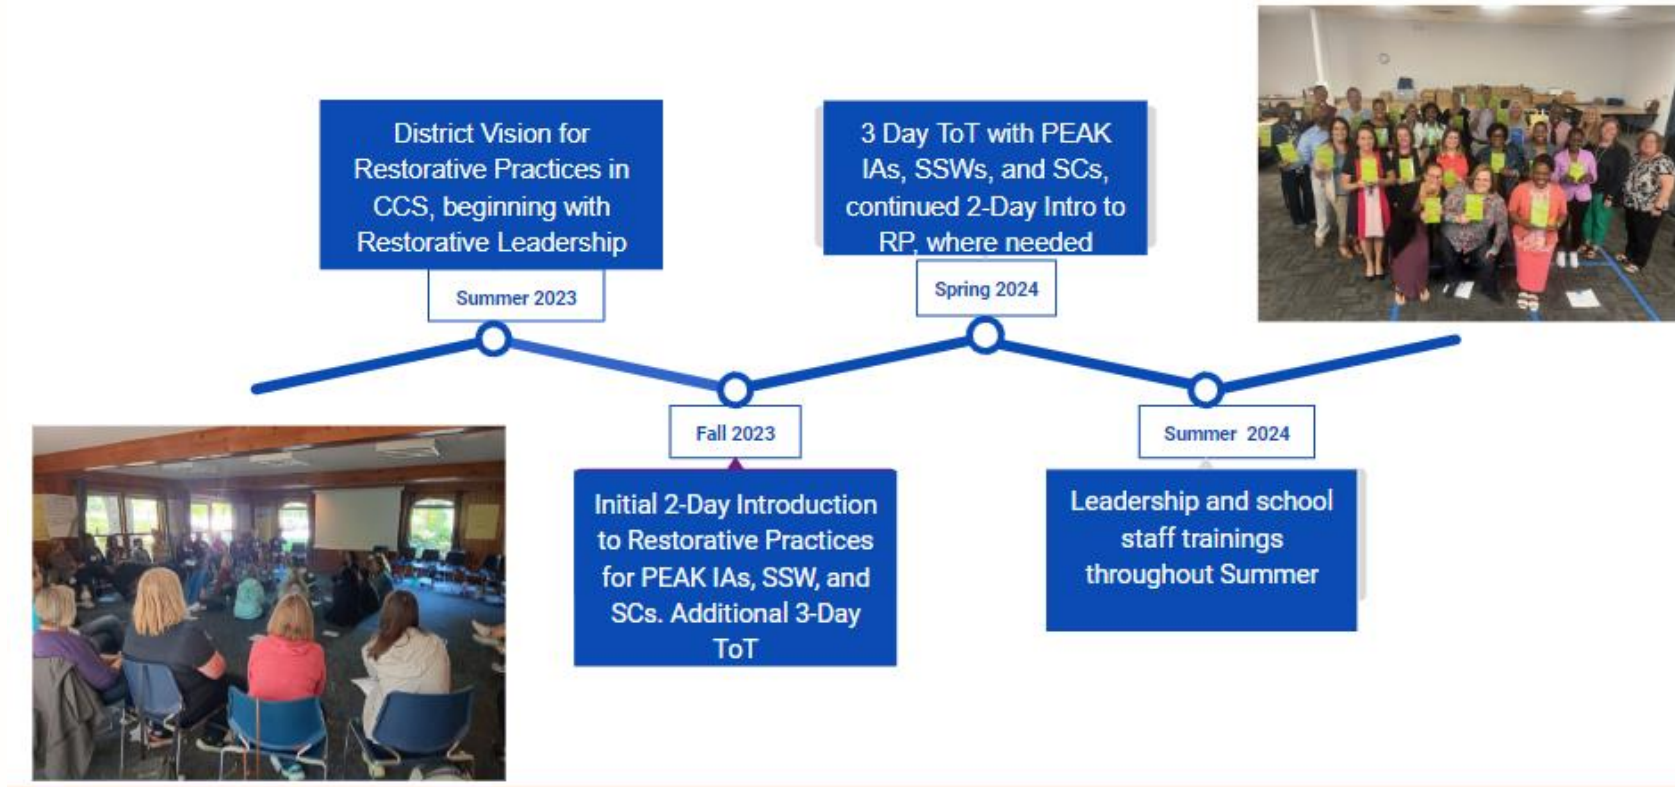 District Vision for
Restorative Practices in
CCS, beginning with
Restorative Leadership
Summer 2023
3 Day ToT with PEAK
IAs, SSWs, and SCs,
continued 2-Day Intro to
RP, where needed
Spring 2024
Fall 2023
Initial 2-Day Introduction
to Restorative Practices
for PEAK IAs, SSW, and
SCs. Additional 3-Day
ToT
Summer 2024
Leadership and school
staff trainings
throughout Summer